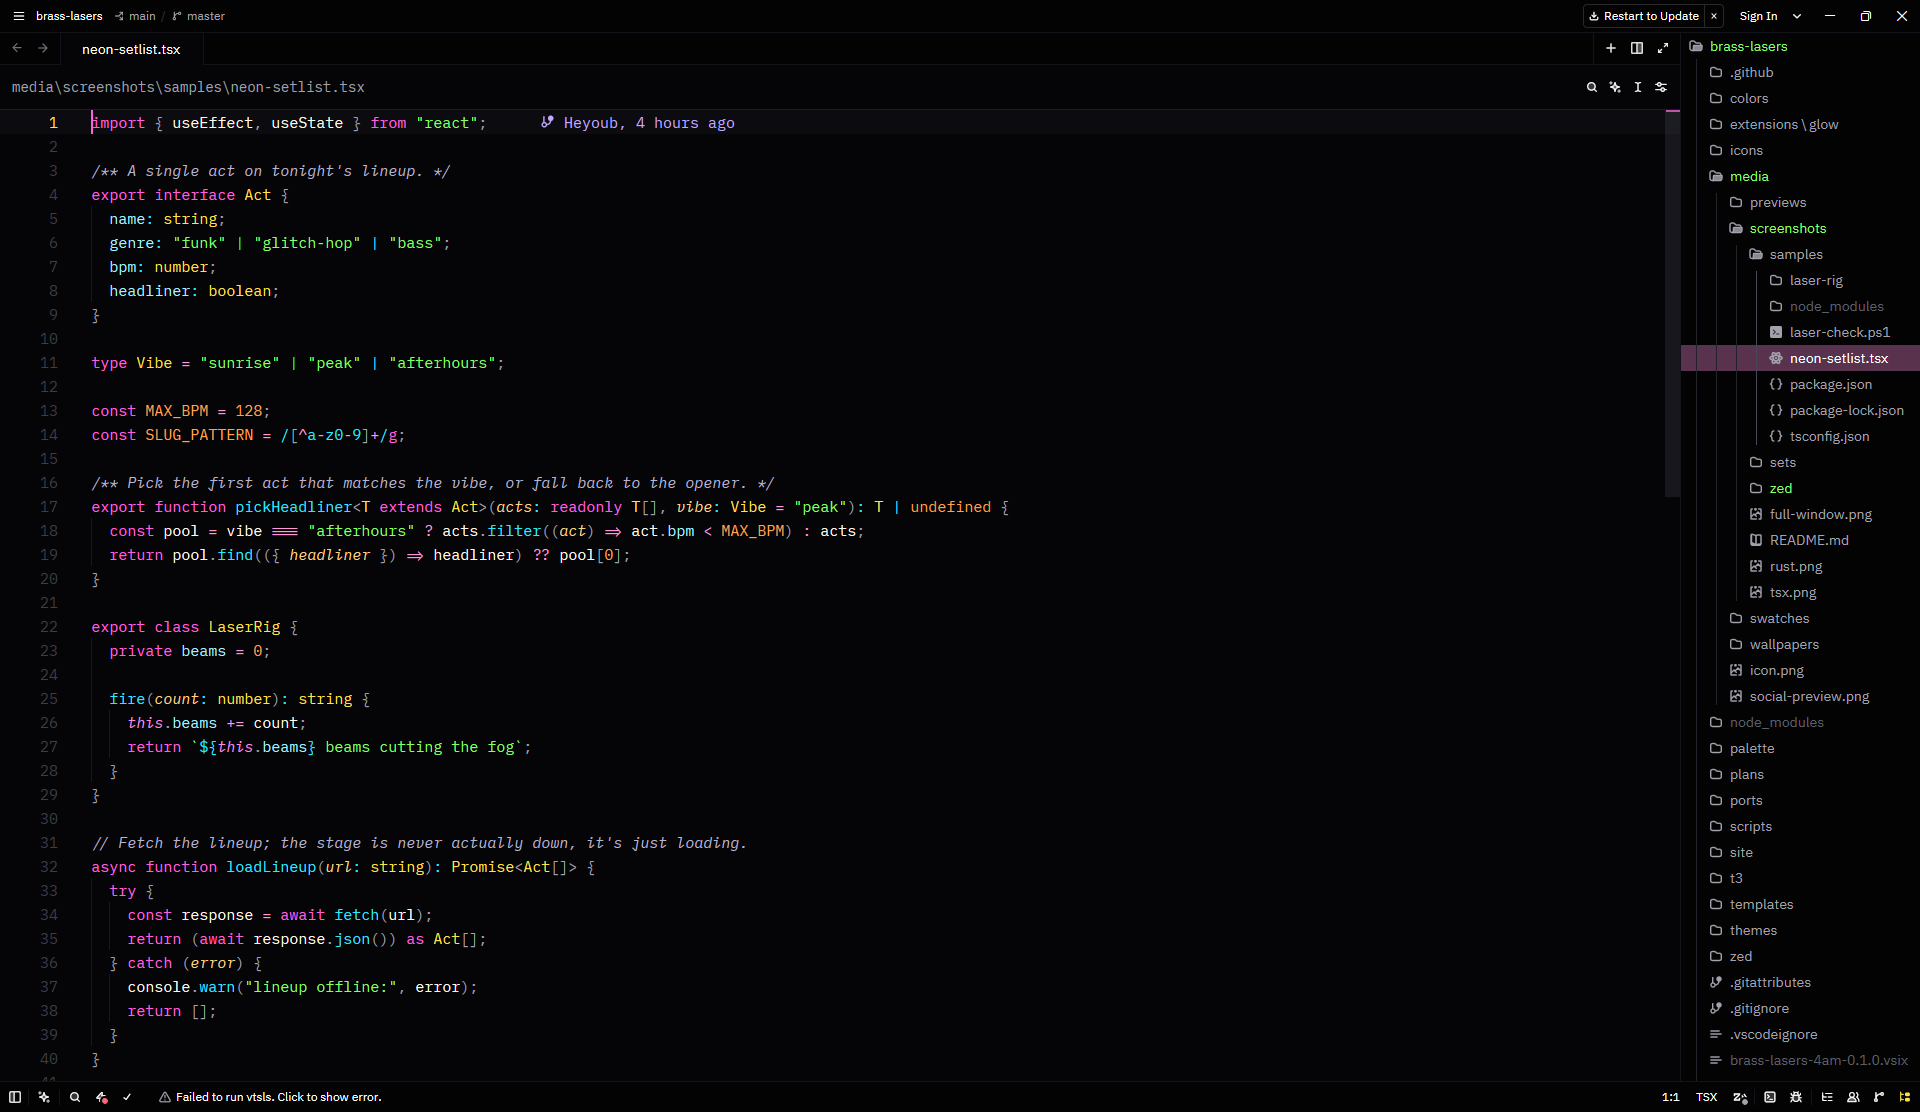 brass-lasers main / master
Restart to Update × Sign In
neon-setlist.tsx
media\screenshots\samples\neon-setlist.tsx
1 import { useEffect, useState } from "react"; Heyoub, 4 hours ago
2
3 /** A single act on tonight's lineup. */
4 export interface Act {
5 name: string;
6 genre: "funk" | "glitch-hop" | "bass";
7 bpm: number;
8 headliner: boolean;
9 }
10
11 type Vibe = "sunrise" | "peak" | "afterhours";
12
13 const MAX_BPM = 128;
14 const SLUG_PATTERN = /[^a-z0-9]+/g;
15
16 /** Pick the first act that matches the vibe, or fall back to the opener. */
17 export function pickHeadliner<T extends Act>(acts: readonly T[], vibe: Vibe = "peak"): T | undefined {
18 const pool = vibe === "afterhours" ? acts.filter((act) => act.bpm < MAX_BPM) : acts;
19 return pool.find(({ headliner }) => headliner) ?? pool[0];
20 }
21
22 export class LaserRig {
23 private beams = 0;
24
25 fire(count: number): string {
26 this.beams += count;
27 return `${this.beams} beams cutting the fog`;
28 }
29 }
30
31 // Fetch the lineup; the stage is never actually down, it's just loading.
32 async function loadLineup(url: string): Promise<Act[]> {
33 try {
34 const response = await fetch(url);
35 return (await response.json()) as Act[];
36 } catch (error) {
37 console.warn("lineup offline:", error);
38 return [];
39 }
40 }
brass-lasers
.github
colors
extensions \ glow
icons
media
previews
screenshots
samples
laser-rig
node_modules
laser-check.ps1
neon-setlist.tsx
package.json
package-lock.json
tsconfig.json
sets
zed
full-window.png
README.md
rust.png
tsx.png
swatches
wallpapers
icon.png
social-preview.png
node_modules
palette
plans
ports
scripts
site
t3
templates
themes
zed
.gitattributes
.gitignore
.vscodeignore
brass-lasers-4am-0.1.0.vsix
Failed to run vtsls. Click to show error.
1:1 TSX